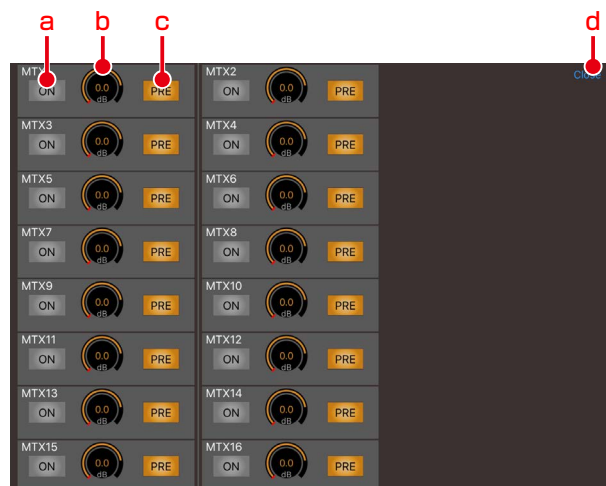 a b c d
MTX MTX2 Close
ON 0.0 dB PRE ON 0.0 dB PRE
MTX3 MTX4
ON 0.0 dB PRE ON 0.0 dB PRE
MTX5 MTX6
ON 0.0 dB PRE ON 0.0 dB PRE
MTX7 MTX8
ON 0.0 dB PRE ON 0.0 dB PRE
MTX9 MTX10
ON 0.0 dB PRE ON 0.0 dB PRE
MTX11 MTX12
ON 0.0 dB PRE ON 0.0 dB PRE
MTX13 MTX14
ON 0.0 dB PRE ON 0.0 dB PRE
MTX15 MTX16
ON 0.0 dB PRE ON 0.0 dB PRE